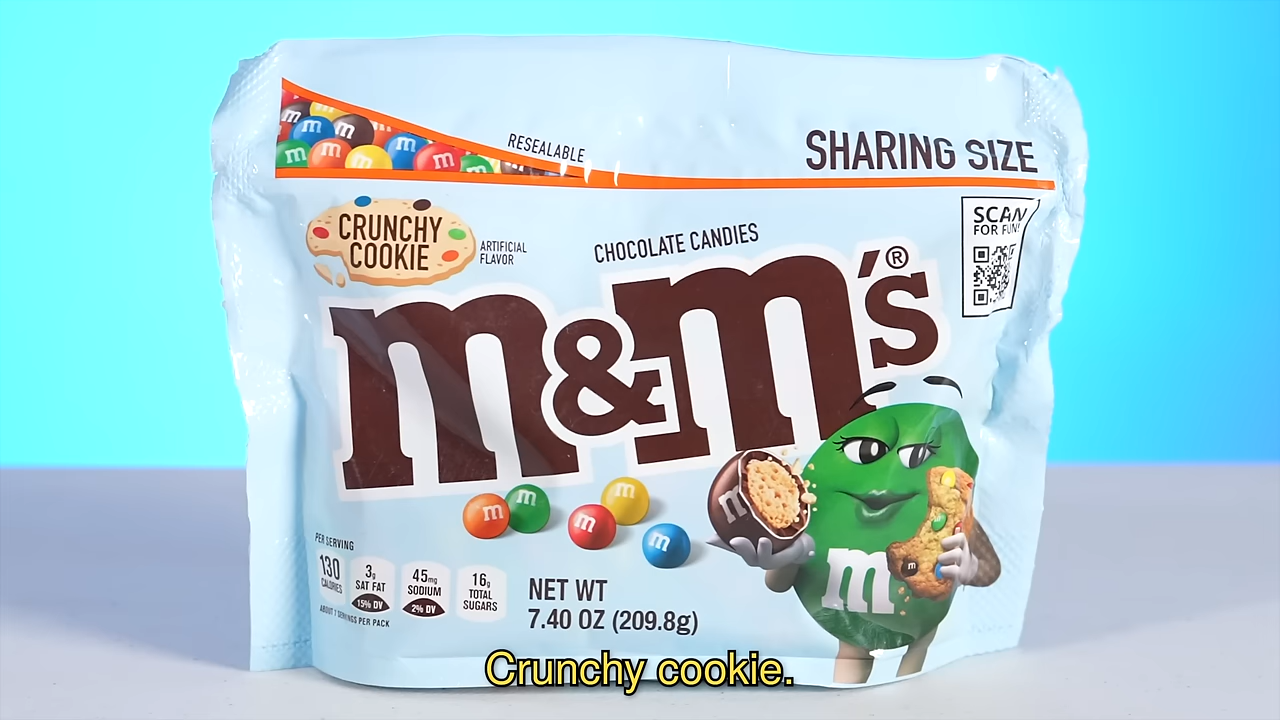 RESEALABLE
SHARING SIZE
CRUNCHY
COOKIE
ARTIFICIAL
FLAVOR
CHOCOLATE CANDIES
SCAN
FOR FUN!
m&m's®
m
m
m
m
m
m
m
m
PER SERVING
130
CALORIES
3g
SAT FAT
15% DV
45mg
SODIUM
2% DV
16g
TOTAL
SUGARS
ABOUT 7 SERVINGS PER PACK
NET WT
7.40 OZ (209.8g)
Crunchy cookie.